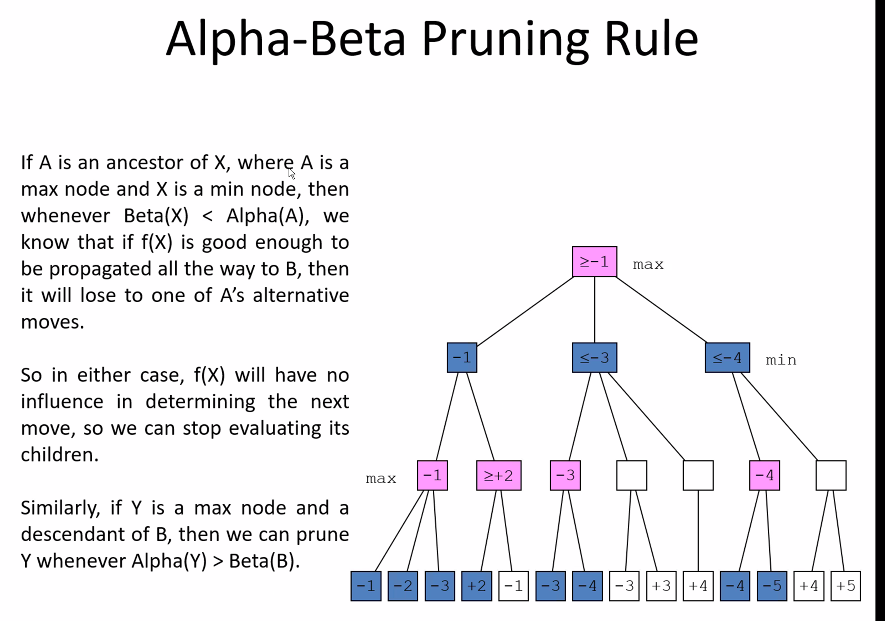 Alpha-Beta Pruning Rule
If A is an ancestor of X, where A is a
max node and X is a min node, then
whenever Beta(X) < Alpha(A), we
know that if f(X) is good enough to
be propagated all the way to B, then
it will lose to one of A's alternative
moves.
So in either case, f(X) will have no
influence in determining the next
move, so we can stop evaluating its
children.
Similarly, if Y is a max node and a
descendant of B, then we can prune
Y whenever Alpha(Y) > Beta(B).
≥-1 max
-1 ≤-3 ≤-4 min
max -1 ≥+2 -3 -4
-1 -2 -3 +2 -1 -3 -4 -3 +3 +4 -4 -5 +4 +5